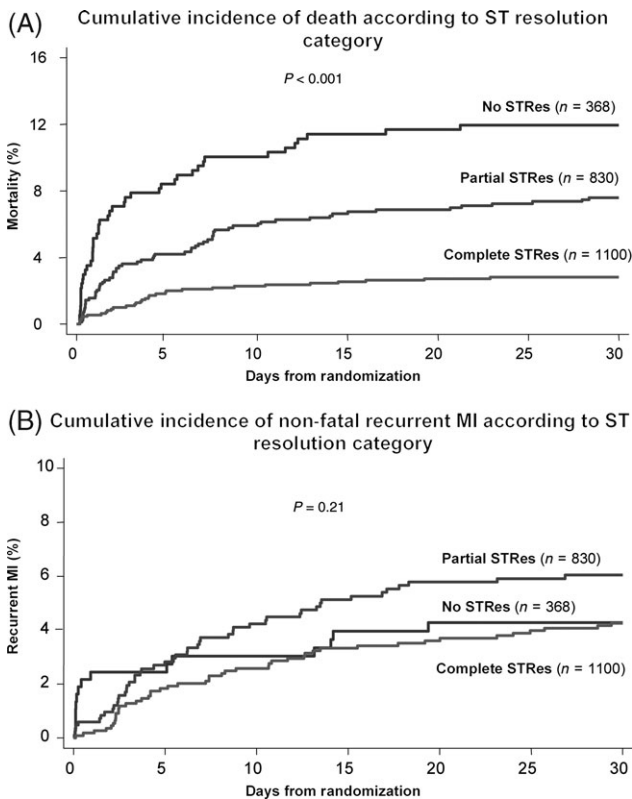 (A) Cumulative incidence of death according to ST resolution
category
16
P < 0.001
No STRes (n = 368)
12
Partial STRes (n = 830)
8
Mortality (%)
4
Complete STRes (n = 1100)
0
0 5 10 15 20 25 30
Days from randomization
(B) Cumulative incidence of non-fatal recurrent MI according to ST
resolution category
10
P = 0.21
8
Partial STRes (n = 830)
6
No STRes (n = 368)
Recurrent MI (%)
4
Complete STRes (n = 1100)
2
0
0 5 10 15 20 25 30
Days from randomization